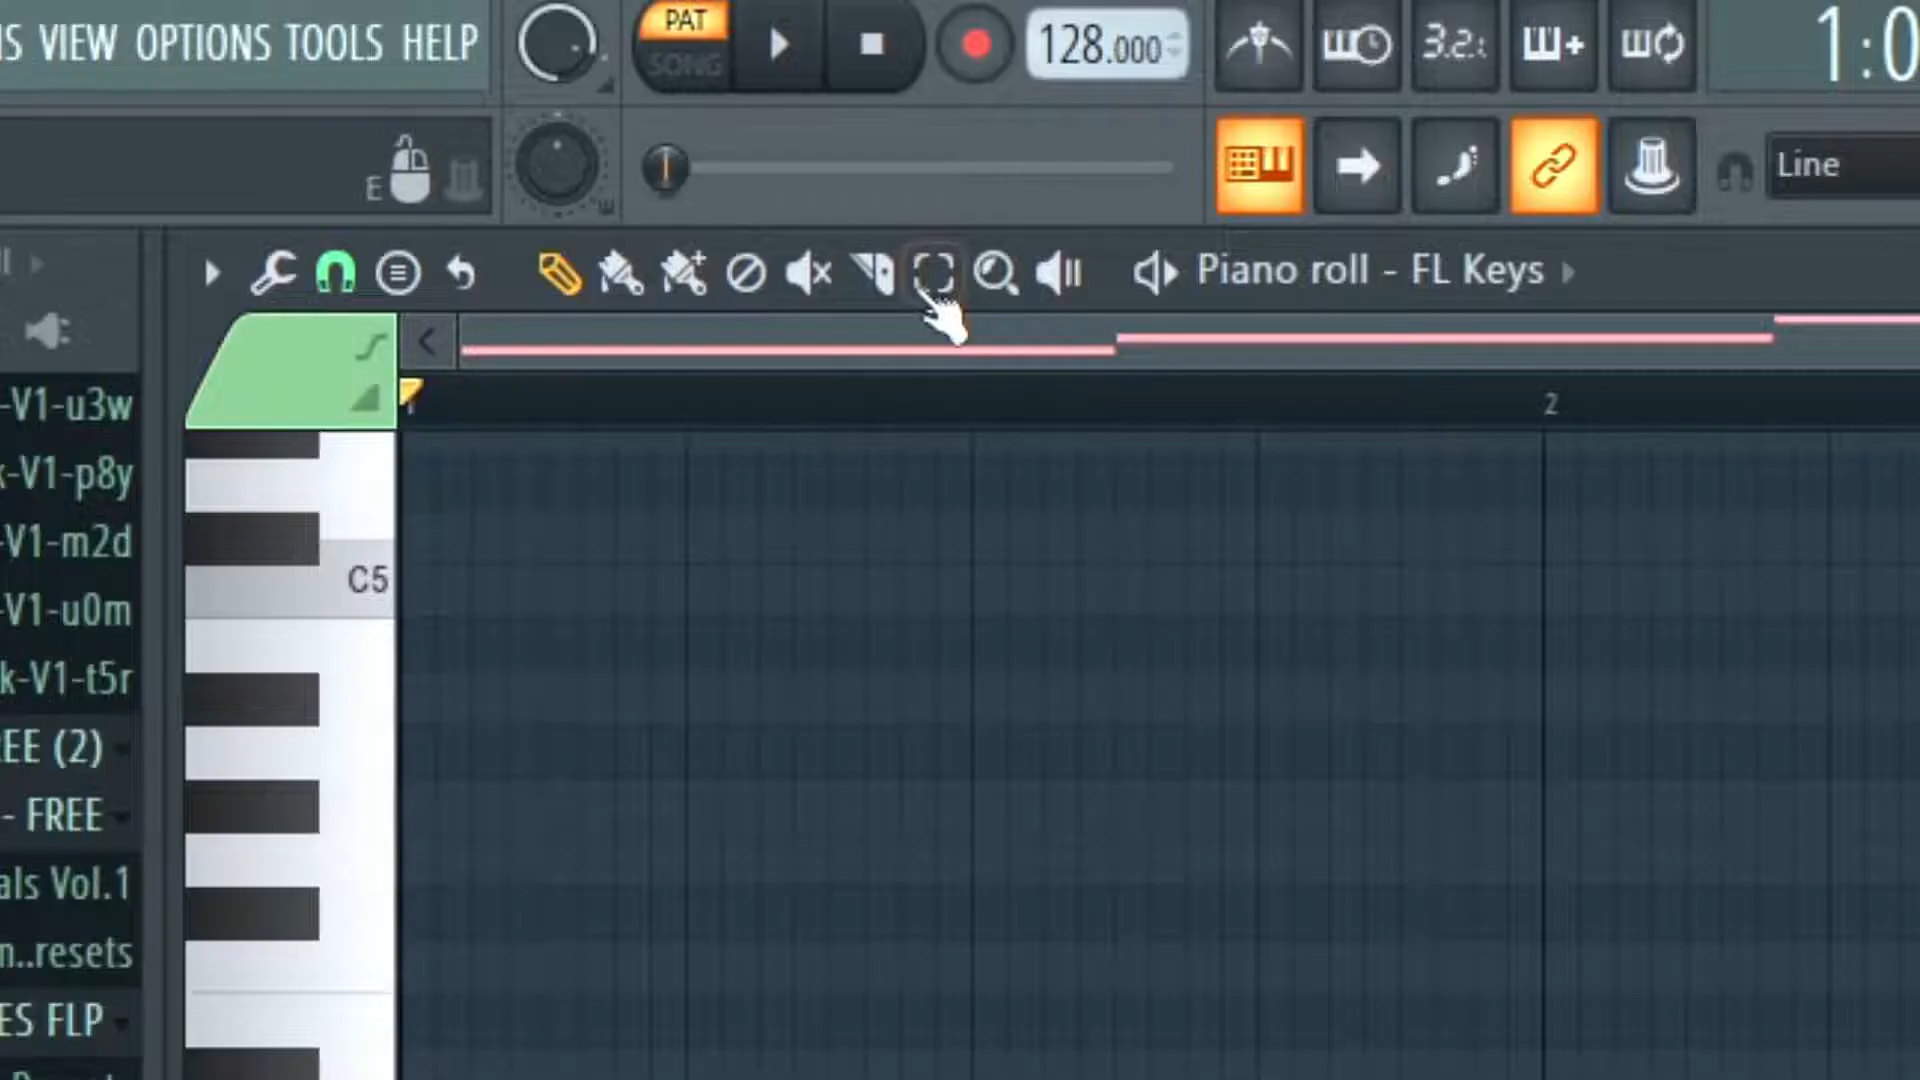 VIEW OPTIONS TOOLS HELP
PAT
SONG
128.000
3.2.
1:0
E
Line
Piano roll - FL Keys
2
C5
-V1-u3w
k-V1-p8y
-V1-m2d
-V1-u0m
k-V1-t5r
EE (2)
- FREE
als Vol.1
n..resets
ES FLP